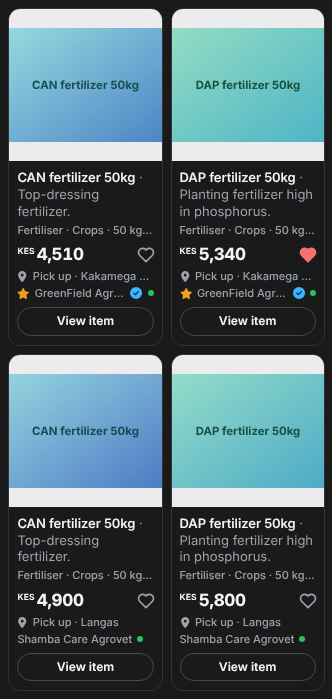 CAN fertilizer 50kg
CAN fertilizer 50kg ·
Top-dressing
fertilizer.
Fertiliser · Crops · 50 kg...
KES 4,510
Pick up · Kakamega ...
GreenField Agr...
View item
DAP fertilizer 50kg
DAP fertilizer 50kg ·
Planting fertilizer high
in phosphorus.
Fertiliser · Crops · 50 kg...
KES 5,340
Pick up · Kakamega ...
GreenField Agr...
View item
CAN fertilizer 50kg
CAN fertilizer 50kg ·
Top-dressing
fertilizer.
Fertiliser · Crops · 50 kg...
KES 4,900
Pick up · Langas
Shamba Care Agrovet
View item
DAP fertilizer 50kg
DAP fertilizer 50kg ·
Planting fertilizer high
in phosphorus.
Fertiliser · Crops · 50 kg...
KES 5,800
Pick up · Langas
Shamba Care Agrovet
View item